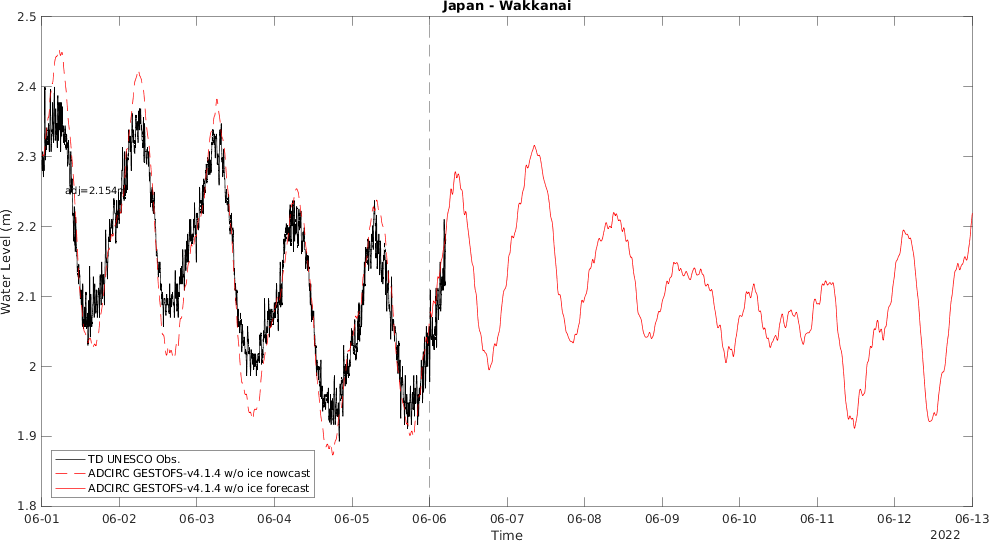 Japan - Wakkanai
2.5
2.4
2.3
2.2
2.1
2
1.9
1.8
Water Level (m)
adj=2.154m
TD UNESCO Obs.
ADCIRC GESTOFS-v4.1.4 w/o ice nowcast
ADCIRC GESTOFS-v4.1.4 w/o ice forecast
06-01 06-02 06-03 06-04 06-05 06-06 06-07 06-08 06-09 06-10 06-11 06-12 06-13
Time
2022